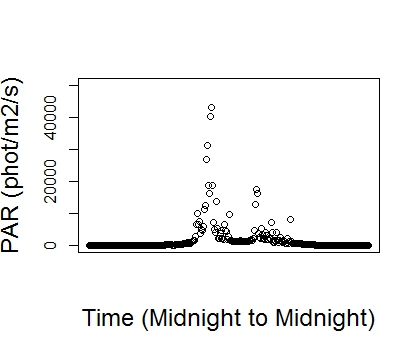 PAR (phot/m2/s)
40000
20000
0
Time (Midnight to Midnight)